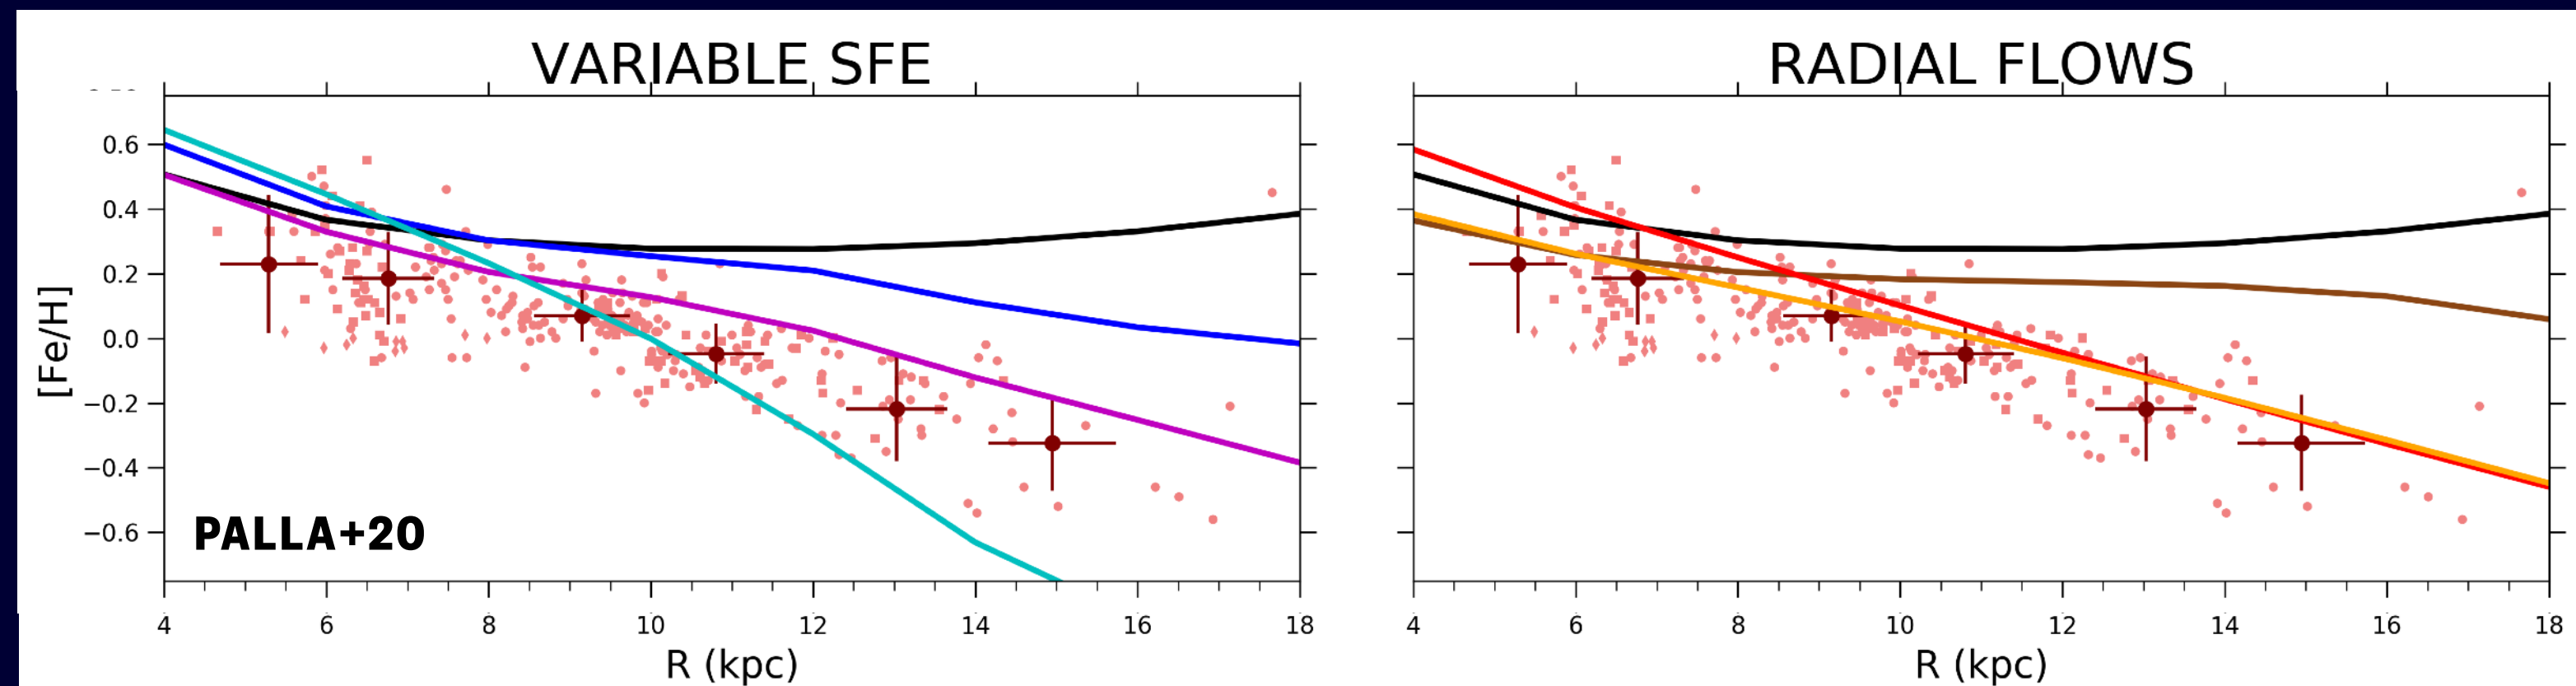 VARIABLE SFE
RADIAL FLOWS
[Fe/H]
0.6
0.4
0.2
0.0
−0.2
−0.4
−0.6
PALLA+20
4 6 8 10 12 14 16 18
R (kpc)
4 6 8 10 12 14 16 18
R (kpc)